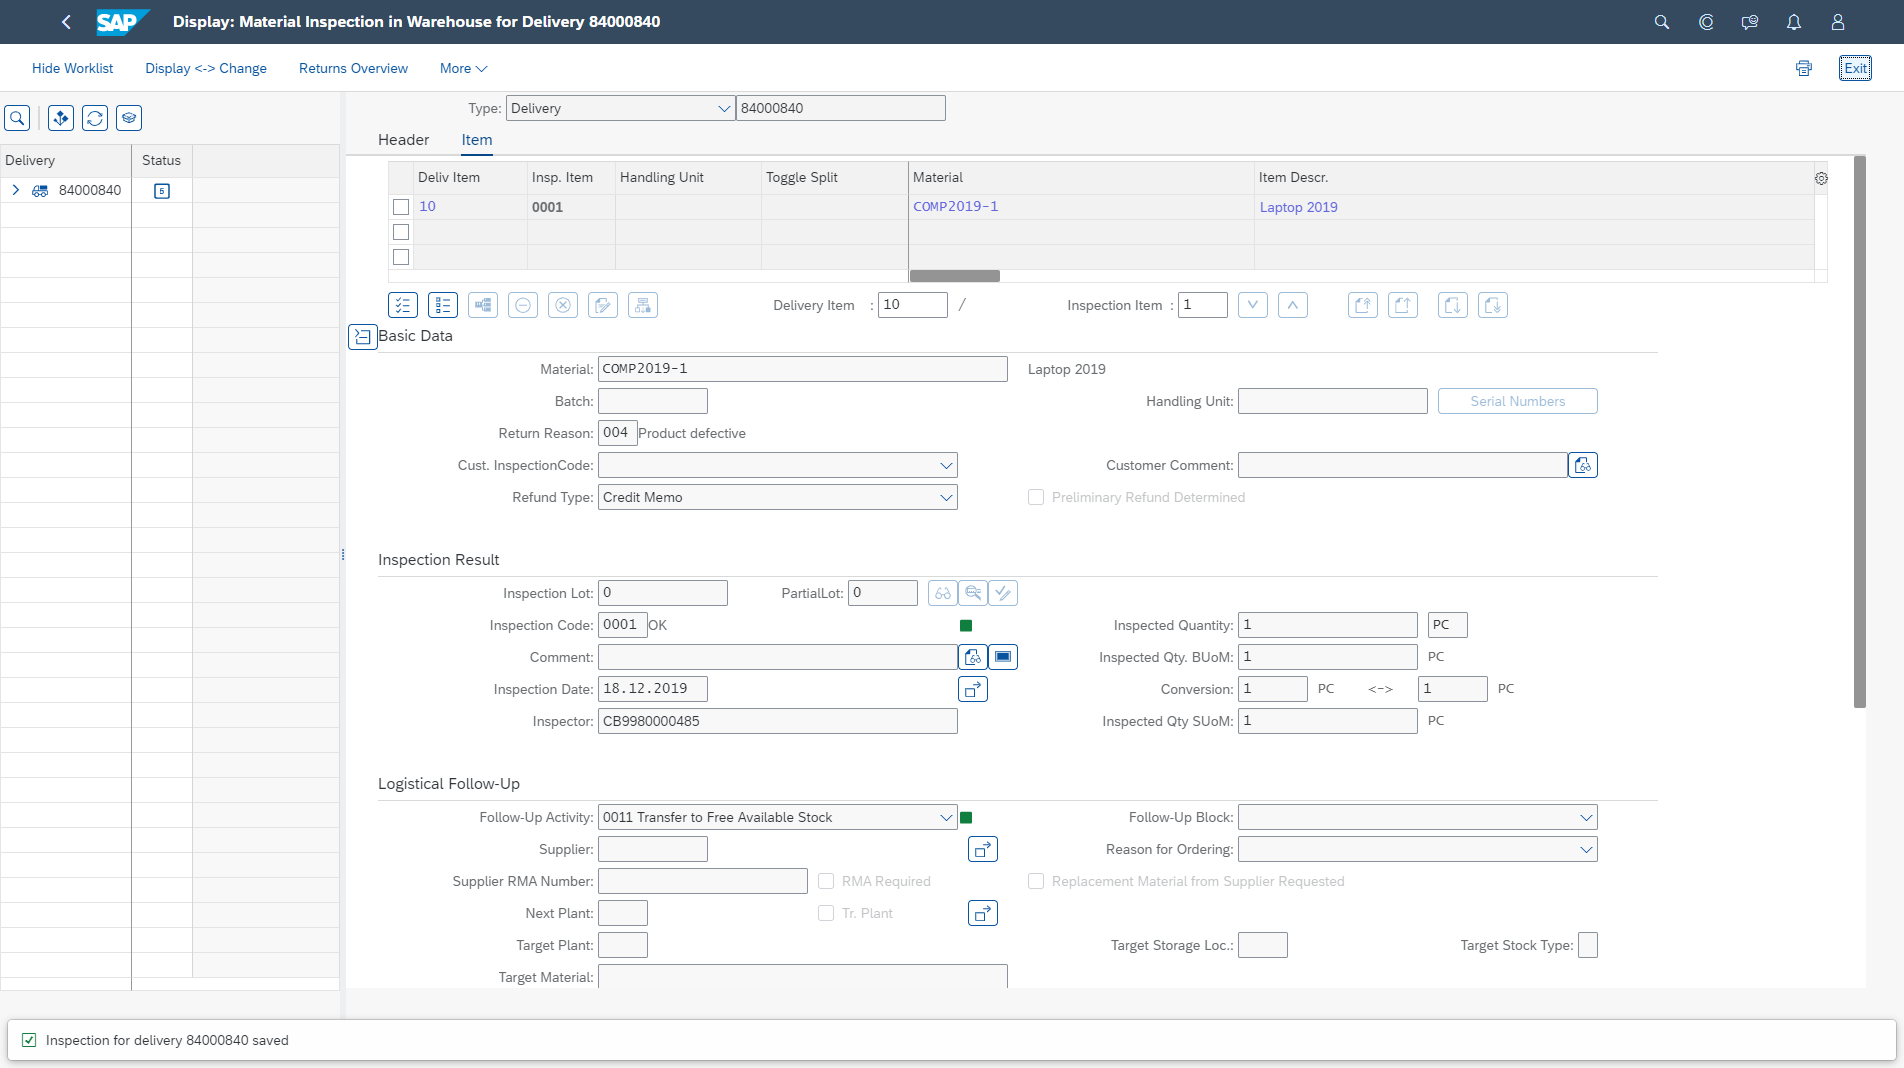 SAP Display: Material Inspection in Warehouse for Delivery 84000840
Hide Worklist Display <-> Change Returns Overview More Exit
Type: Delivery 84000840
Header Item
Delivery Status
84000840 5
Deliv Item Insp. Item Handling Unit Toggle Split Material Item Descr.
10 0001 COMP2019-1 Laptop 2019
Delivery Item : 10 / Inspection Item : 1
Basic Data
Material: COMP2019-1 Laptop 2019
Batch: Handling Unit: Serial Numbers
Return Reason: 004 Product defective
Cust. InspectionCode: Customer Comment:
Refund Type: Credit Memo Preliminary Refund Determined
Inspection Result
Inspection Lot: 0 PartialLot: 0
Inspection Code: 0001 OK Inspected Quantity: 1 PC
Comment: Inspected Qty. BUoM: 1 PC
Inspection Date: 18.12.2019 Conversion: 1 PC <-> 1 PC
Inspector: CB9980000485 Inspected Qty SUoM: 1 PC
Logistical Follow-Up
Follow-Up Activity: 0011 Transfer to Free Available Stock Follow-Up Block:
Supplier: Reason for Ordering:
Supplier RMA Number: RMA Required Replacement Material from Supplier Requested
Next Plant: Tr. Plant
Target Plant: Target Storage Loc.: Target Stock Type:
Target Material:
Inspection for delivery 84000840 saved